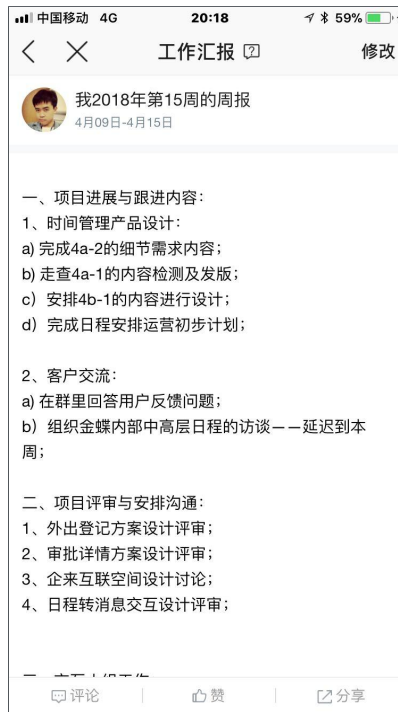 中国移动 4G 20:18 59%
工作汇报 修改
我2018年第15周的周报
4月09日-4月15日
一、项目进展与跟进内容：
1、时间管理产品设计：
a) 完成4a-2的细节需求内容；
b) 走查4a-1的内容检测及发版；
c）安排4b-1的内容进行设计；
d）完成日程安排运营初步计划；
2、客户交流：
a) 在群里回答用户反馈问题；
b）组织金蝶内部中高层日程的访谈——延迟到本
周；
二、项目评审与安排沟通：
1、外出登记方案设计评审；
2、审批详情方案设计评审；
3、企来互联空间设计讨论；
4、日程转消息交互设计评审；
评论 赞 分享